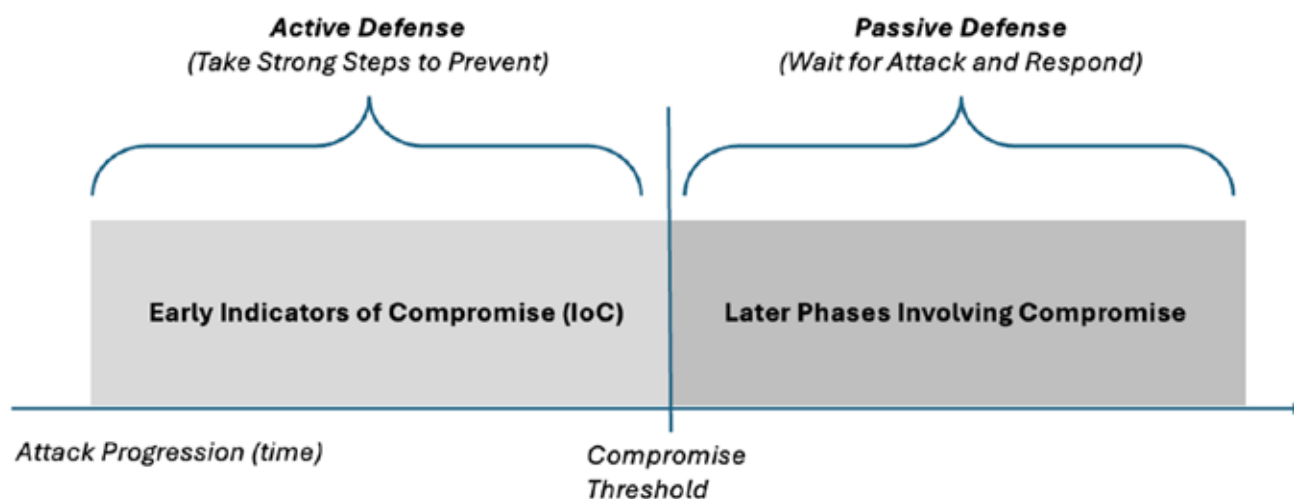 Active Defense
(Take Strong Steps to Prevent)
Passive Defense
(Wait for Attack and Respond)
Early Indicators of Compromise (IoC)
Later Phases Involving Compromise
Attack Progression (time)
Compromise
Threshold